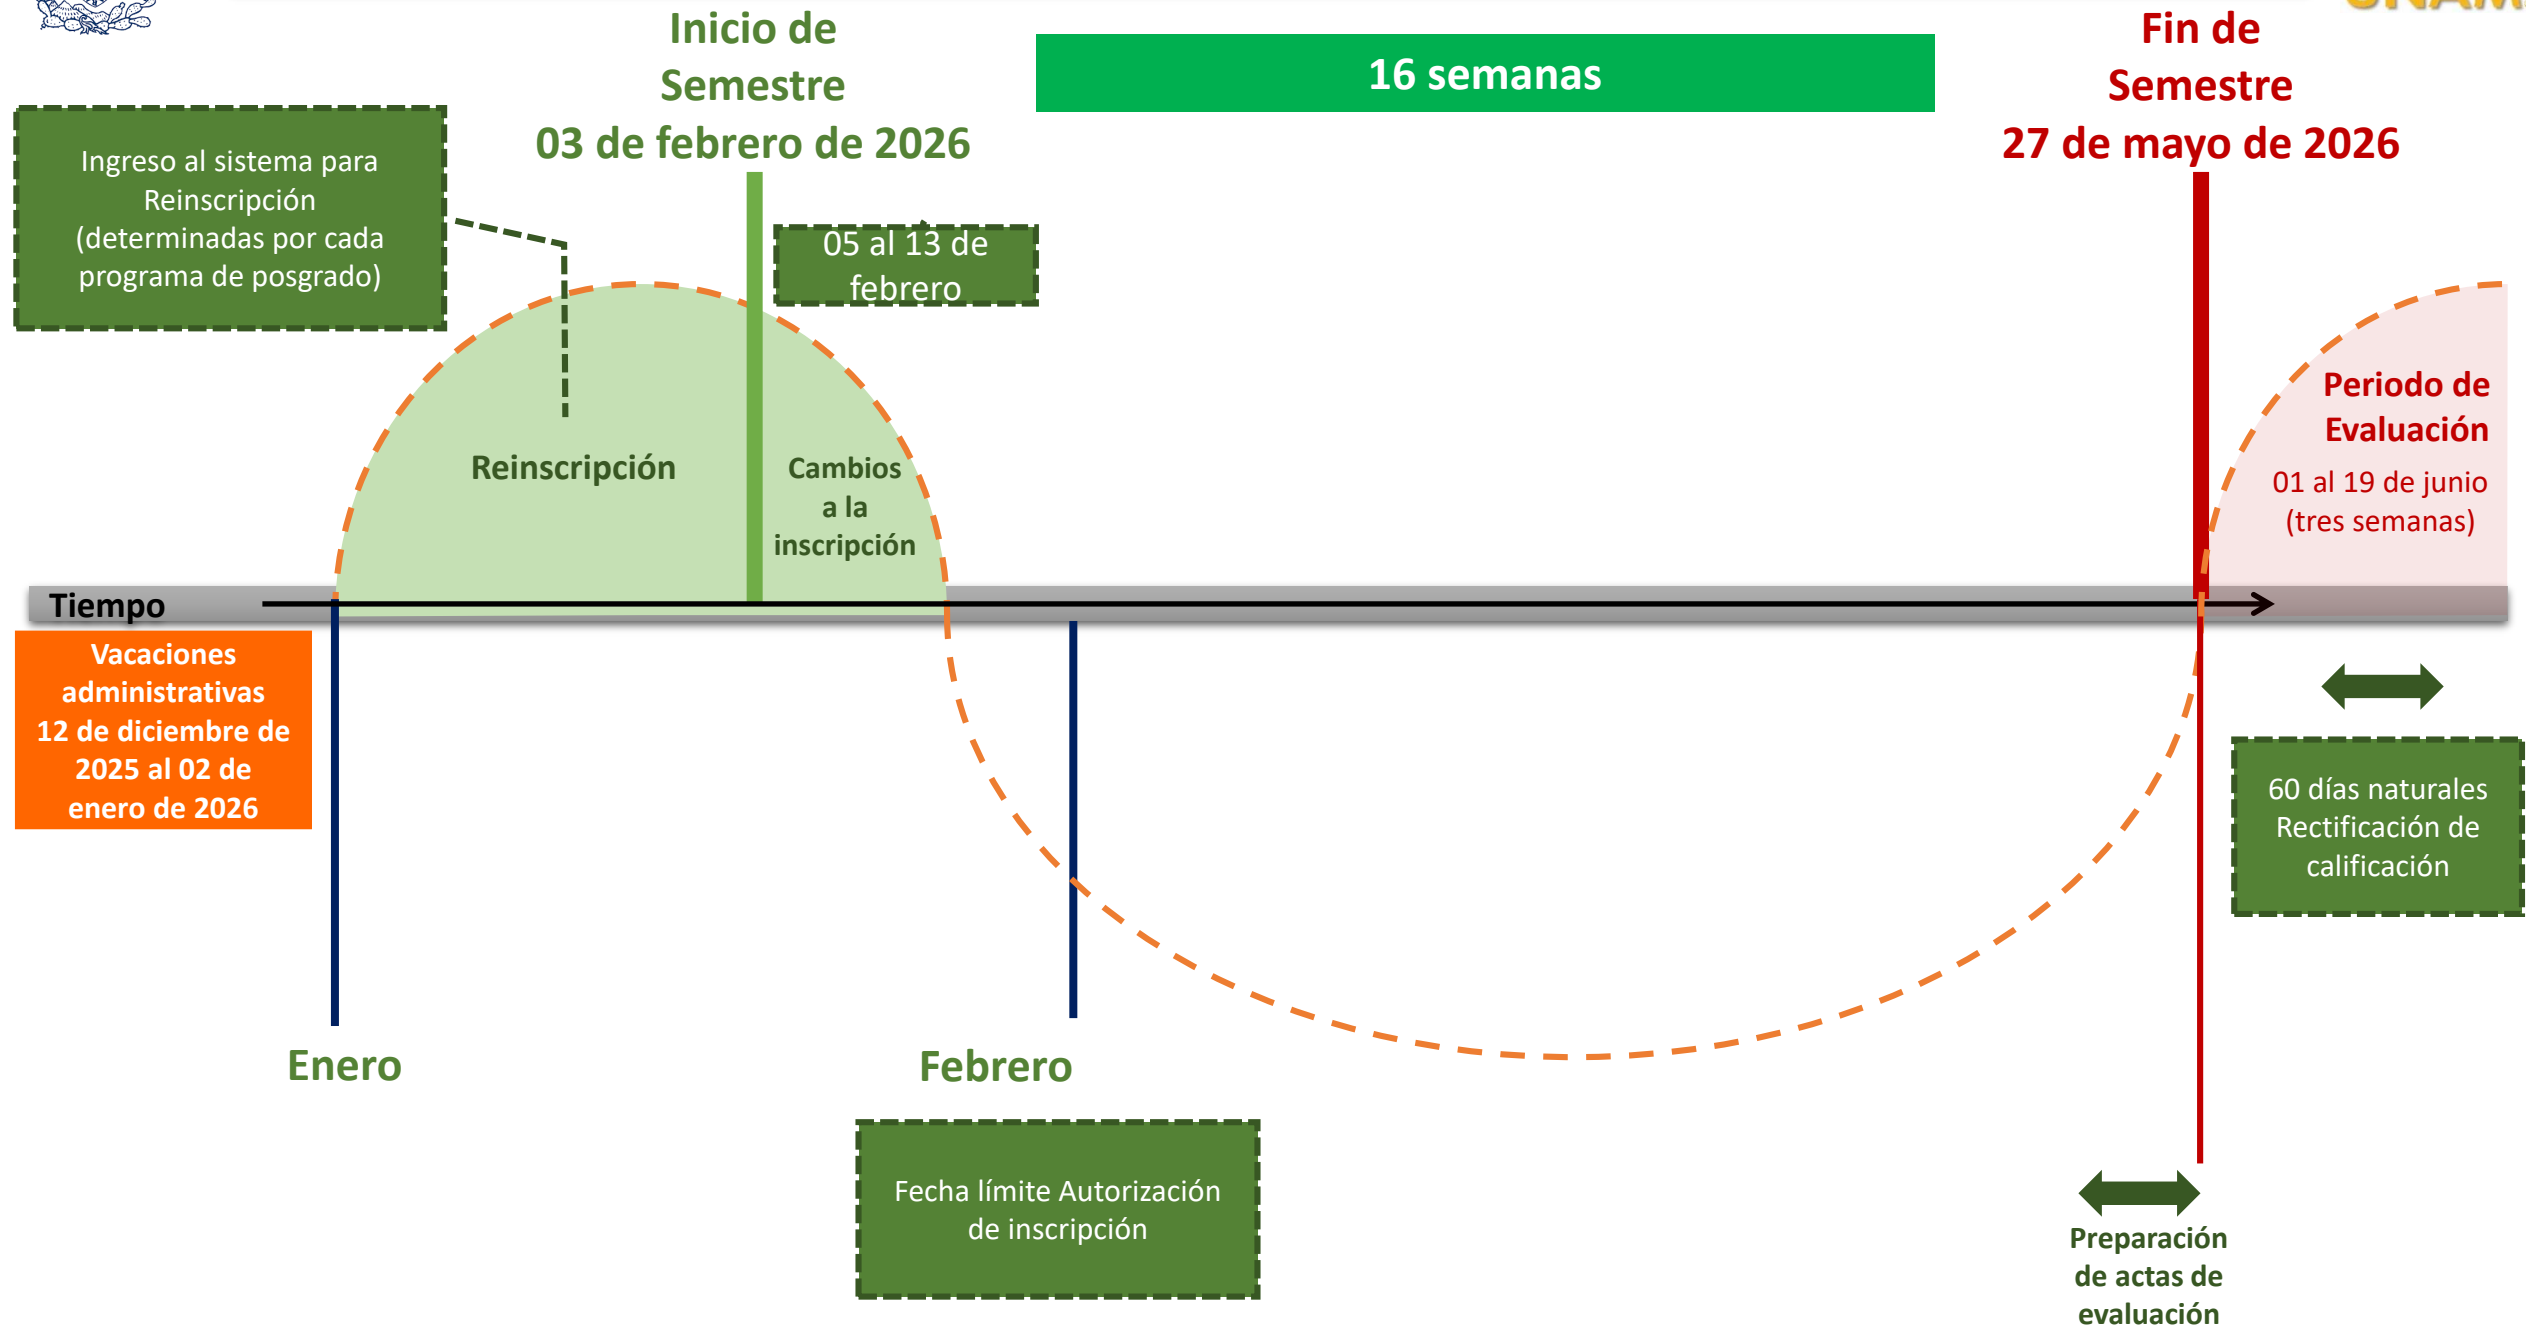 Inicio de
Semestre
03 de febrero de 2026
16 semanas
Fin de
Semestre
27 de mayo de 2026
Ingreso al sistema para
Reinscripción
(determinadas por cada
programa de posgrado)
05 al 13 de
febrero
Reinscripción
Cambios
a la
inscripción
Periodo de
Evaluación
01 al 19 de junio
(tres semanas)
Tiempo
Vacaciones
administrativas
12 de diciembre de
2025 al 02 de
enero de 2026
60 días naturales
Rectificación de
calificación
Enero
Febrero
Fecha límite Autorización
de inscripción
Preparación
de actas de
evaluación